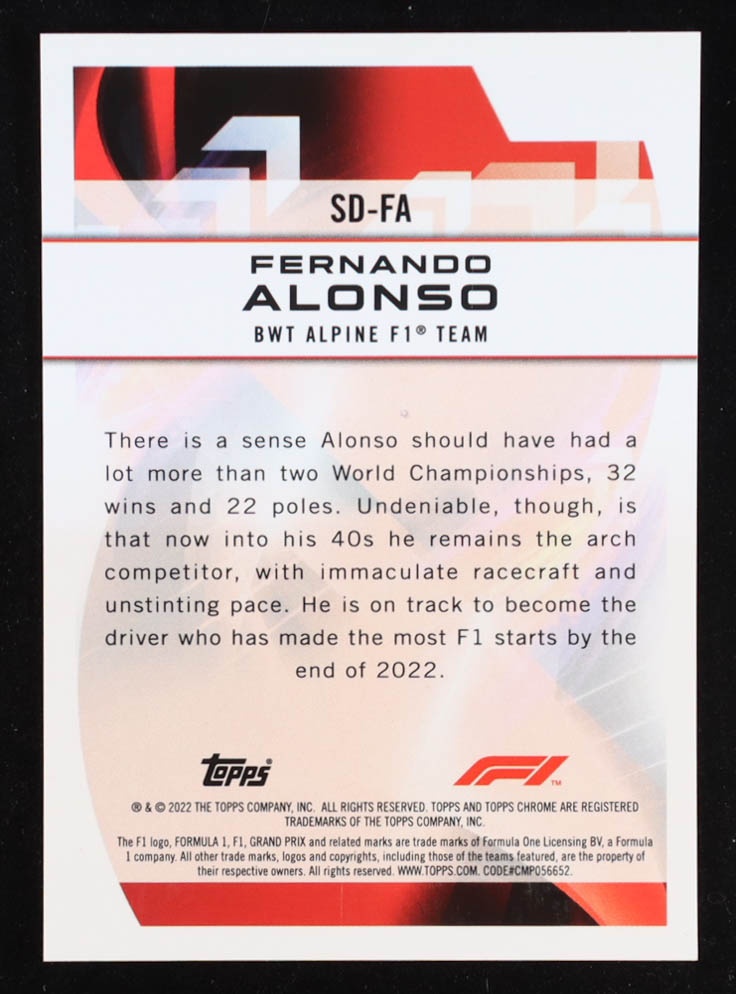 SD-FA
FERNANDO
ALONSO
BWT ALPINE F1® TEAM
There is a sense Alonso should have had a
lot more than two World Championships, 32
wins and 22 poles. Undeniable, though, is
that now into his 40s he remains the arch
competitor, with immaculate racecraft and
unstinting pace. He is on track to become the
driver who has made the most F1 starts by the
end of 2022.
Topps® F1™
® & © 2022 THE TOPPS COMPANY, INC. ALL RIGHTS RESERVED. TOPPS AND TOPPS CHROME ARE REGISTERED
TRADEMARKS OF THE TOPPS COMPANY, INC.
The F1 logo, FORMULA 1, F1, GRAND PRIX and related marks are trade marks of Formula One Licensing BV, a Formula
1 company. All other trade marks, logos and copyrights, including those of the teams featured, are the property of
their respective owners. All rights reserved. WWW.TOPPS.COM. CODE#CMP056652.